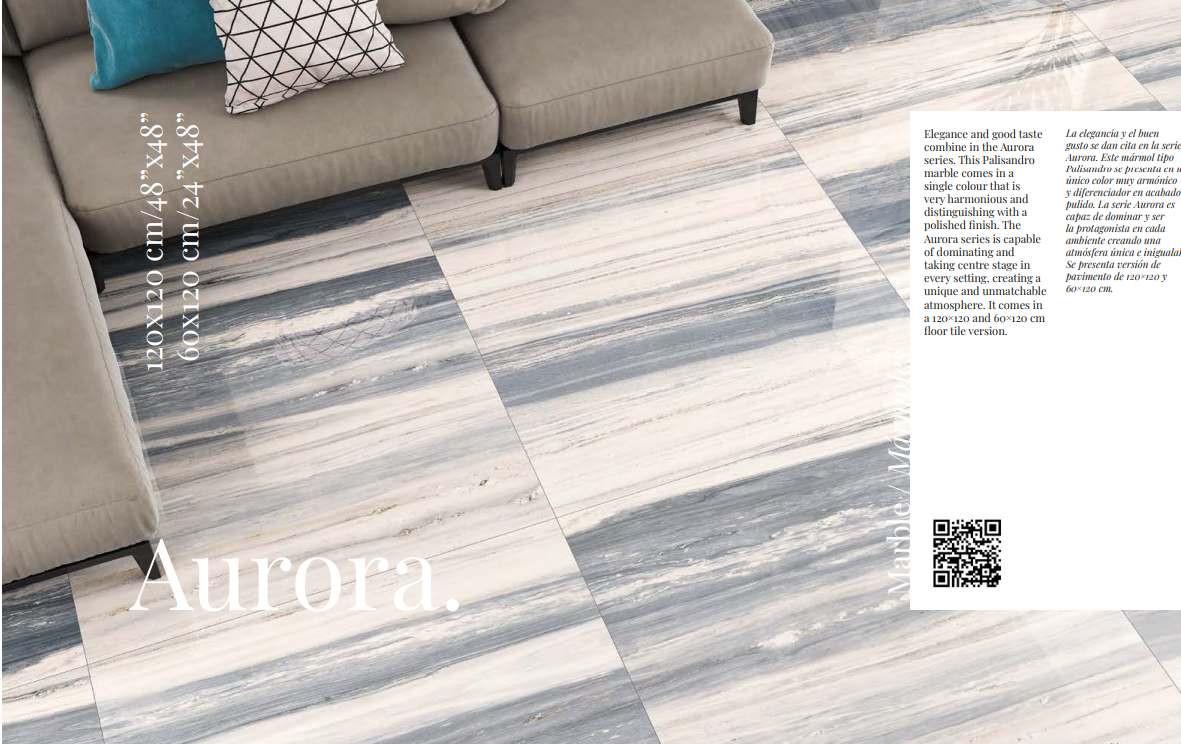 120x120 cm/48”x48”
60x120 cm/24”x48”
Aurora.
Marble /
Elegance and good taste
combine in the Aurora
series. This Palisandro
marble comes in a
single colour that is
very harmonious and
distinguishing with a
polished finish. The
Aurora series is capable
of dominating and
taking centre stage in
every setting, creating a
unique and unmatchable
atmosphere. It comes in
a 120×120 and 60×120 cm
floor tile version.
La elegancia y el buen
gusto se dan cita en la serie
Aurora. Este mármol tipo
Palisandro se presenta en
único color muy armónico
y diferenciador en acabado
pulido. La serie Aurora es
capaz de dominar y ser
la protagonista en cada
ambiente creando una
atmósfera única e
Se presenta versión de
pavimento de 120×120 y
60×120 cm.